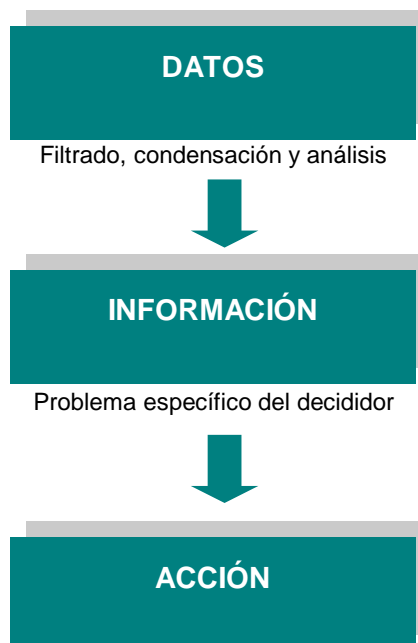 DATOS
Filtrado, condensación y análisis
INFORMACIÓN
Problema específico del decididor
ACCIÓN